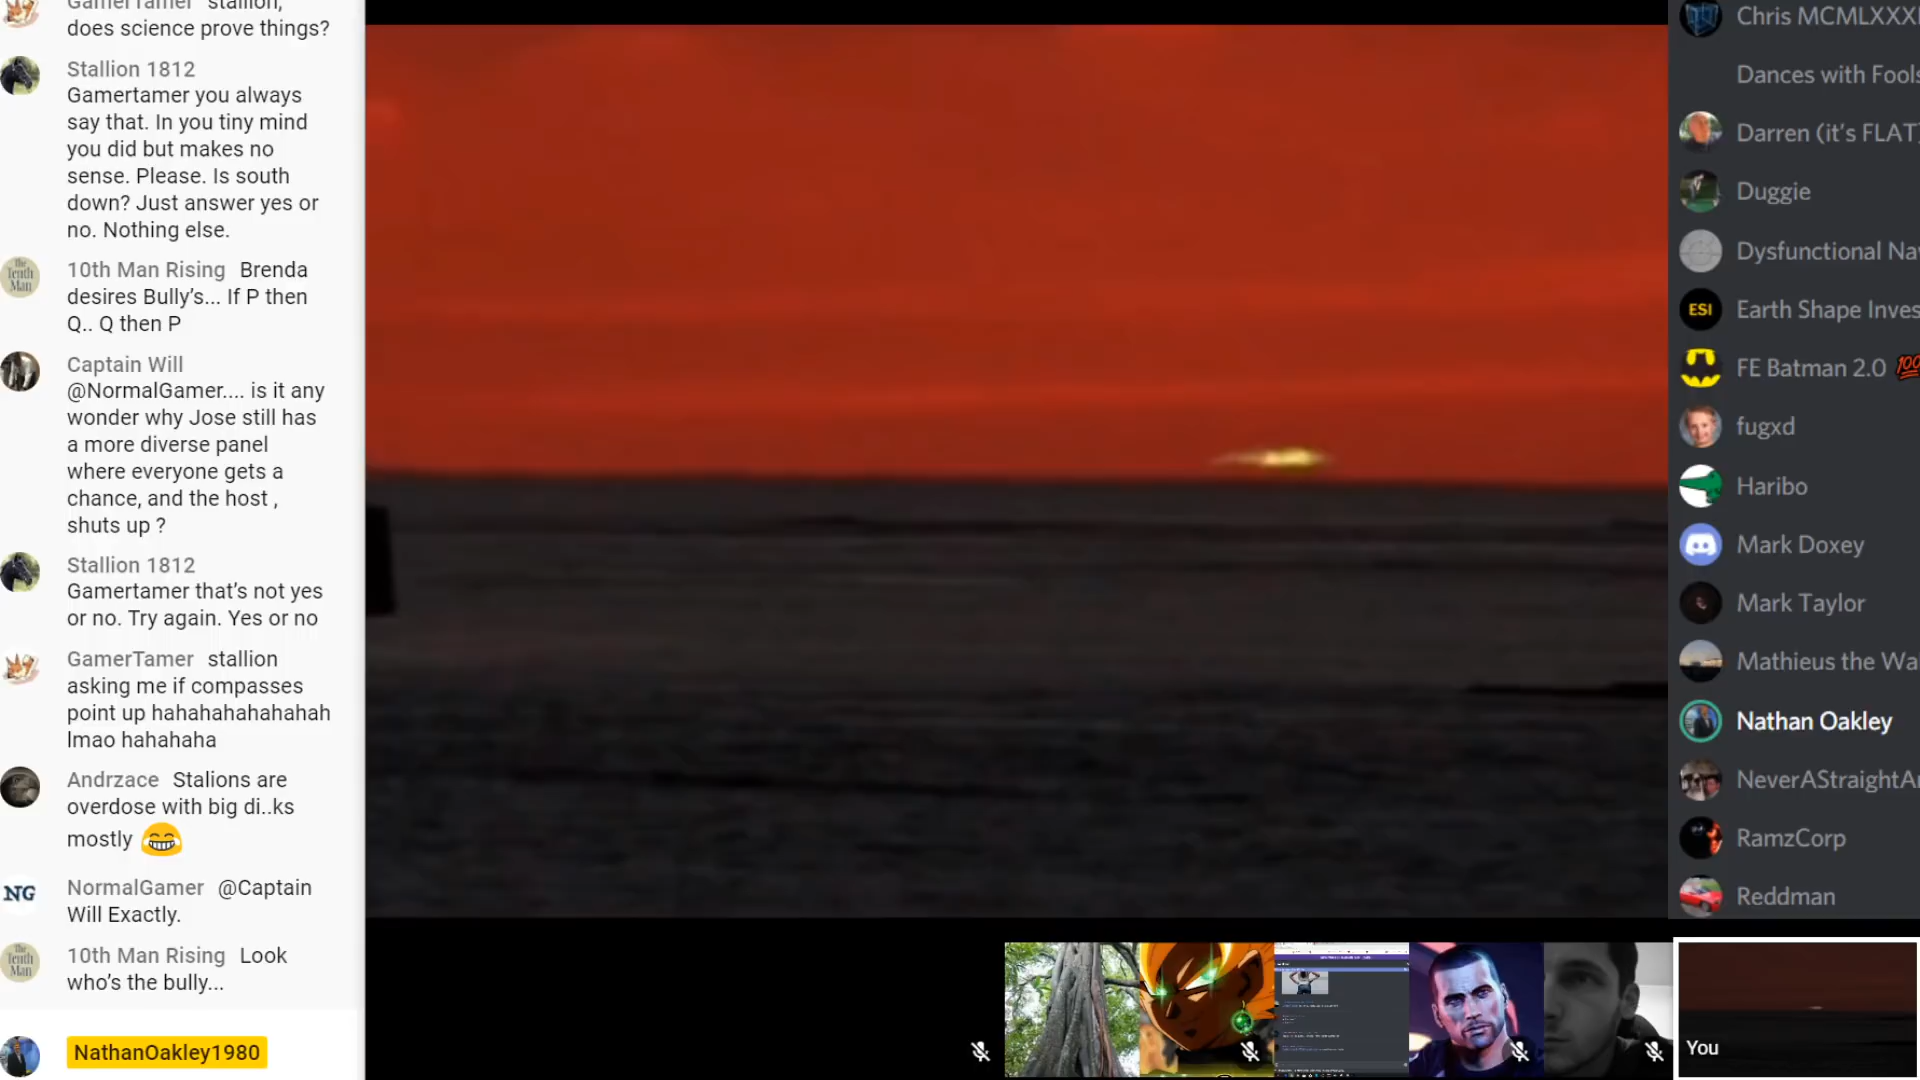 GamerTamer stallion,
does science prove things?
Stallion 1812
Gamertamer you always
say that. In you tiny mind
you did but makes no
sense. Please. Is south
down? Just answer yes or
no. Nothing else.
10th Man Rising Brenda
desires Bully's... If P then
Q.. Q then P
Captain Will
@NormalGamer.... is it any
wonder why Jose still has
a more diverse panel
where everyone gets a
chance, and the host ,
shuts up ?
Stallion 1812
Gamertamer that's not yes
or no. Try again. Yes or no
GamerTamer stallion
asking me if compasses
point up hahahahahahahah
lmao hahahaha
Andrzace Stalions are
overdose with big di..ks
mostly 😂
NG
NormalGamer @Captain
Will Exactly.
The
Tenth
Man
10th Man Rising Look
who's the bully...
NathanOakley1980
Chris MCMLXXX
Dances with Fools
Darren (it's FLAT)
Duggie
Dysfunctional Na
ESI
Earth Shape Inves
FE Batman 2.0 💯
fugxd
Haribo
Mark Doxey
Mark Taylor
Mathieus the Wa
Nathan Oakley
NeverAStraightA
RamzCorp
Reddman
You